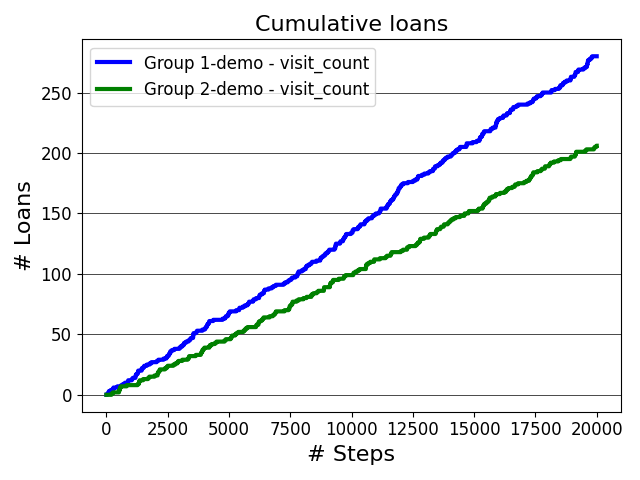 Cumulative loans
Group 1-demo - visit_count
Group 2-demo - visit_count
# Loans
250
200
150
100
50
0
0 2500 5000 7500 10000 12500 15000 17500 20000
# Steps